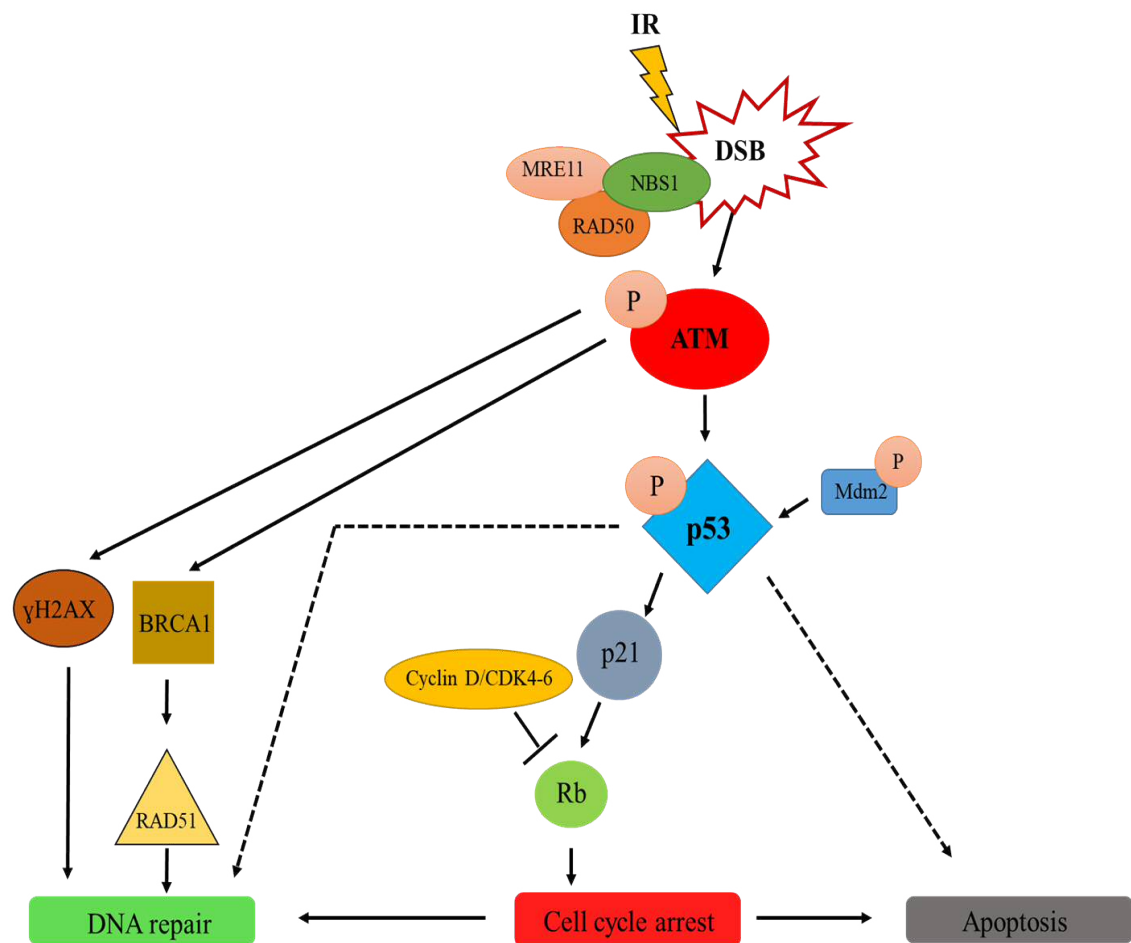 IR
DSB
MRE11
NBS1
RAD50
P
ATM
P
P
Mdm2
p53
ɣH2AX
BRCA1
p21
Cyclin D/CDK4-6
Rb
RAD51
DNA repair
Cell cycle arrest
Apoptosis